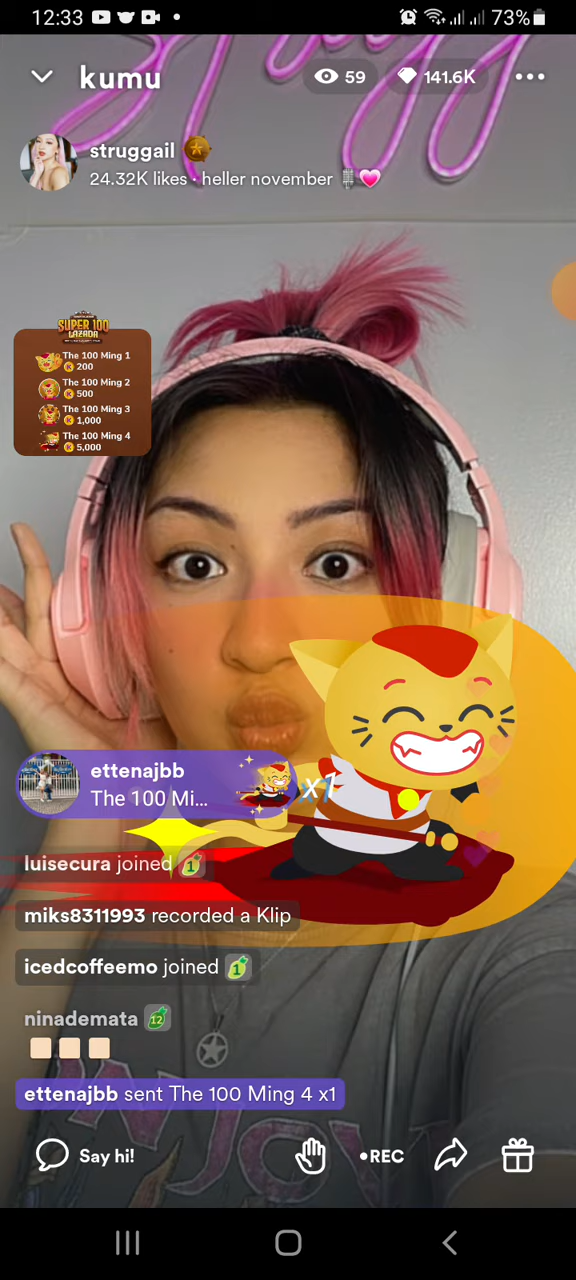 12:33
73%
kumu
59
141.6K
struggail
24.32K likes · heller november
SUPER 100
LAZADA
The 100 Ming 1
200
The 100 Ming 2
500
The 100 Ming 3
1,000
The 100 Ming 4
5,000
ettenajbb
The 100 Mi...
x1
luisecura joined 1
miks8311993 recorded a Klip
icedcoffeemo joined 1
ninademata 12
ettenajbb sent The 100 Ming 4 x1
NJOY
Say hi!
•REC